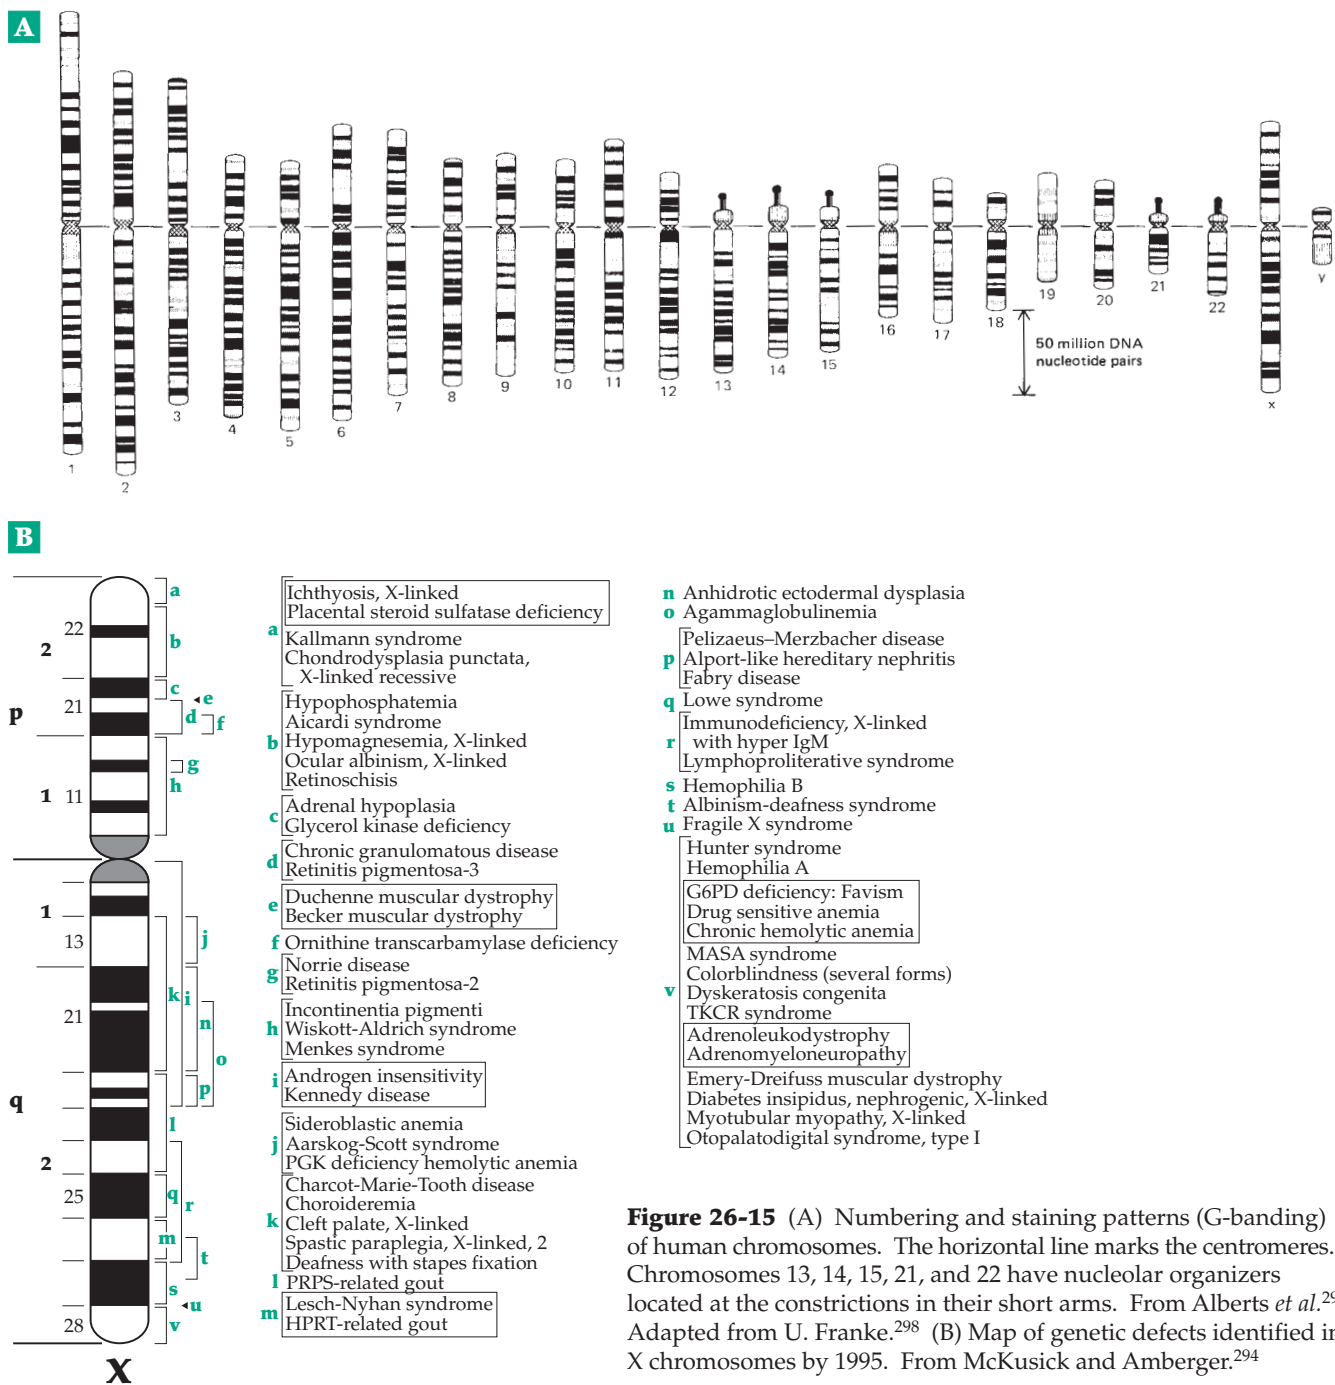 A
1
2
3
4
5
6
7
8
9
10
11
12
13
14
15
16
17
18
19
20
21
22
x
y
50 million DNA
nucleotide pairs
B
p
2
22
21
1
11
q
1
13
21
2
25
28
X
a
b
c
e
d
f
g
h
j
k
i
n
o
p
l
q
r
m
t
s
u
v
a
Ichthyosis, X-linked
Placental steroid sulfatase deficiency
Kallmann syndrome
Chondrodysplasia punctata,
X-linked recessive
b
Hypophosphatemia
Aicardi syndrome
Hypomagnesemia, X-linked
Ocular albinism, X-linked
Retinoschisis
c
Adrenal hypoplasia
Glycerol kinase deficiency
d
Chronic granulomatous disease
Retinitis pigmentosa-3
e
Duchenne muscular dystrophy
Becker muscular dystrophy
f Ornithine transcarbamylase deficiency
g
Norrie disease
Retinitis pigmentosa-2
h
Incontinentia pigmenti
Wiskott-Aldrich syndrome
Menkes syndrome
i
Androgen insensitivity
Kennedy disease
j
Sideroblastic anemia
Aarskog-Scott syndrome
PGK deficiency hemolytic anemia
k
Charcot-Marie-Tooth disease
Choroideremia
Cleft palate, X-linked
Spastic paraplegia, X-linked, 2
Deafness with stapes fixation
l PRPS-related gout
m
Lesch-Nyhan syndrome
HPRT-related gout
n Anhidrotic ectodermal dysplasia
o Agammaglobulinemia
p
Pelizaeus–Merzbacher disease
Alport-like hereditary nephritis
Fabry disease
q Lowe syndrome
r
Immunodeficiency, X-linked
with hyper IgM
Lymphoproliterative syndrome
s Hemophilia B
t Albinism-deafness syndrome
u Fragile X syndrome
v
Hunter syndrome
Hemophilia A
G6PD deficiency: Favism
Drug sensitive anemia
Chronic hemolytic anemia
MASA syndrome
Colorblindness (several forms)
Dyskeratosis congenita
TKCR syndrome
Adrenoleukodystrophy
Adrenomyeloneuropathy
Emery-Dreifuss muscular dystrophy
Diabetes insipidus, nephrogenic, X-linked
Myotubular myopathy, X-linked
Otopalatodigital syndrome, type I
Figure 26-15 (A) Numbering and staining patterns (G-banding)
of human chromosomes. The horizontal line marks the centromeres.
Chromosomes 13, 14, 15, 21, and 22 have nucleolar organizers
located at the constrictions in their short arms. From Alberts et al.
Adapted from U. Franke.298 (B) Map of genetic defects identified in
X chromosomes by 1995. From McKusick and Amberger.294